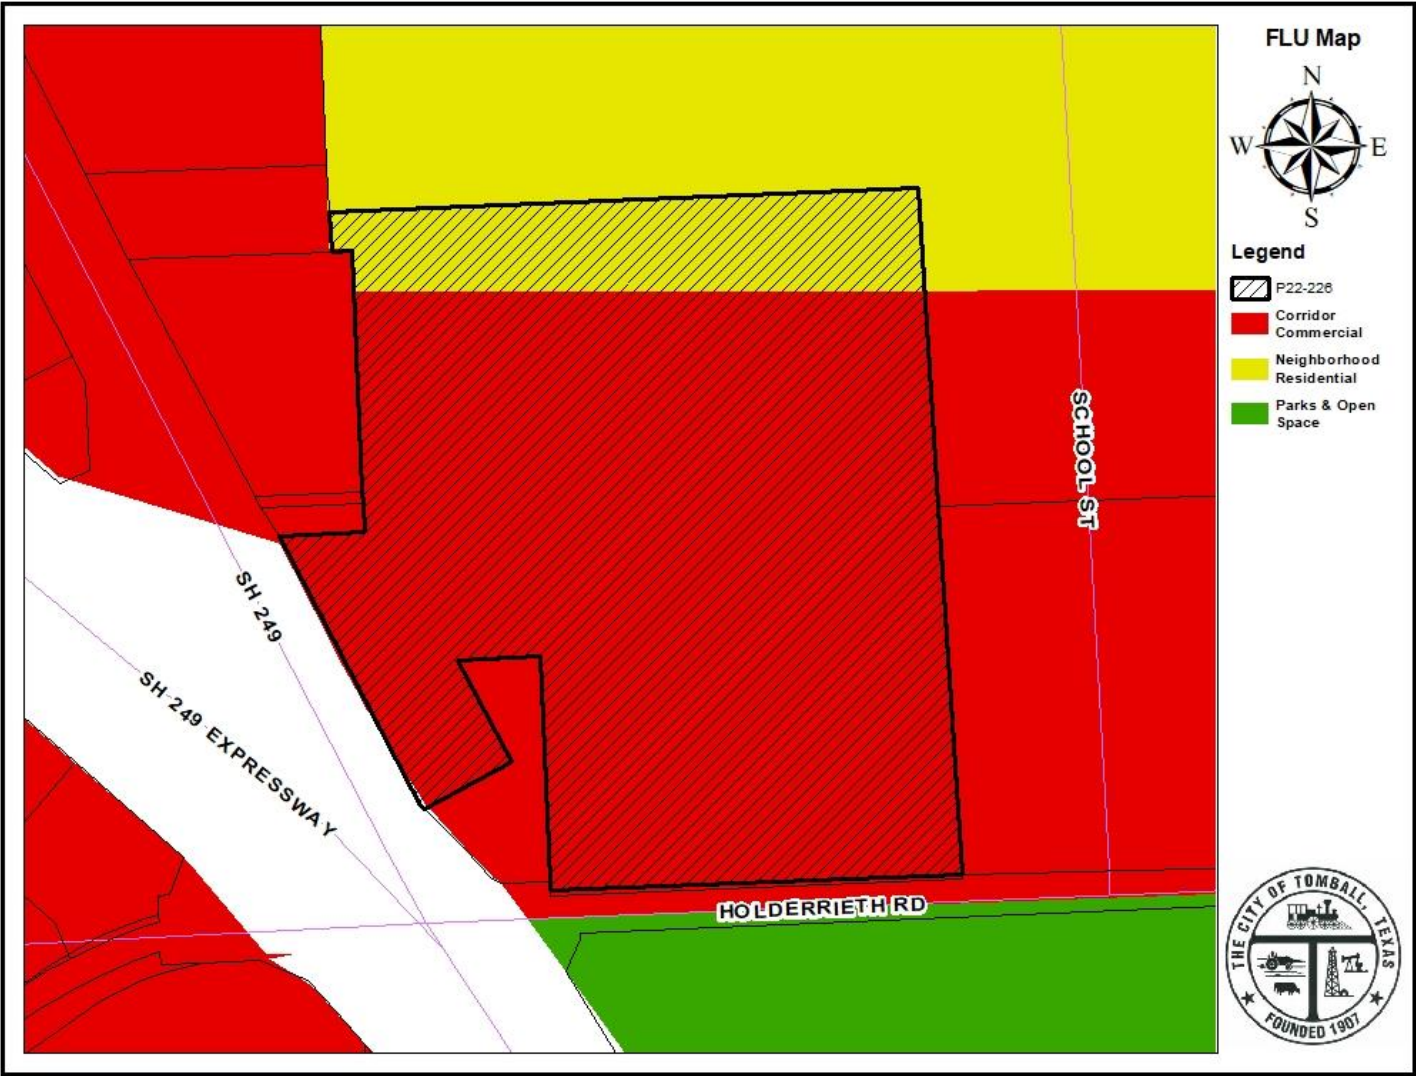 FLU Map
N
W E
S
Legend
P22-226
Corridor
Commercial
Neighborhood
Residential
Parks & Open
Space
SCHOOL ST
SH 249
SH 249 EXPRESSWAY
HOLDERRIETH RD
THE CITY OF TOMBALL, TEXAS
FOUNDED 1907